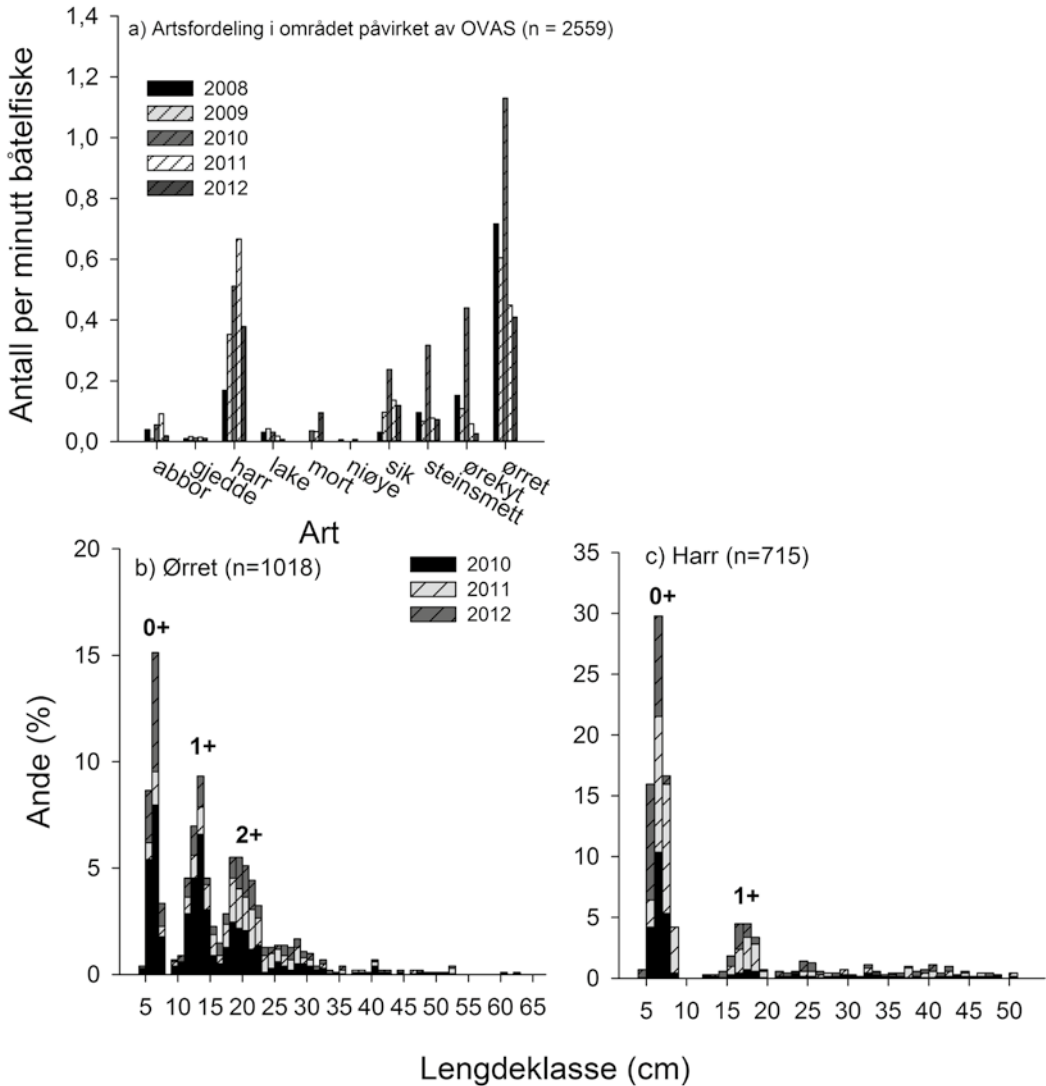 a) Artsfordeling i området påvirket av OVAS (n = 2559)
Antall per minutt båtelfiske
1,4
1,2
1,0
0,8
0,6
0,4
0,2
0,0
2008
2009
2010
2011
2012
abbor
gjedde
harr
lake
mort
niøye
sik
steinsmett
ørekyt
ørret
Art
b) Ørret (n=1018)
2010
2011
2012
Ande (%)
20
15
10
5
0
0+
1+
2+
5 10 15 20 25 30 35 40 45 50 55 60 65
c) Harr (n=715)
35
30
25
20
15
10
5
0
0+
1+
5 10 15 20 25 30 35 40 45 50
Lengdeklasse (cm)